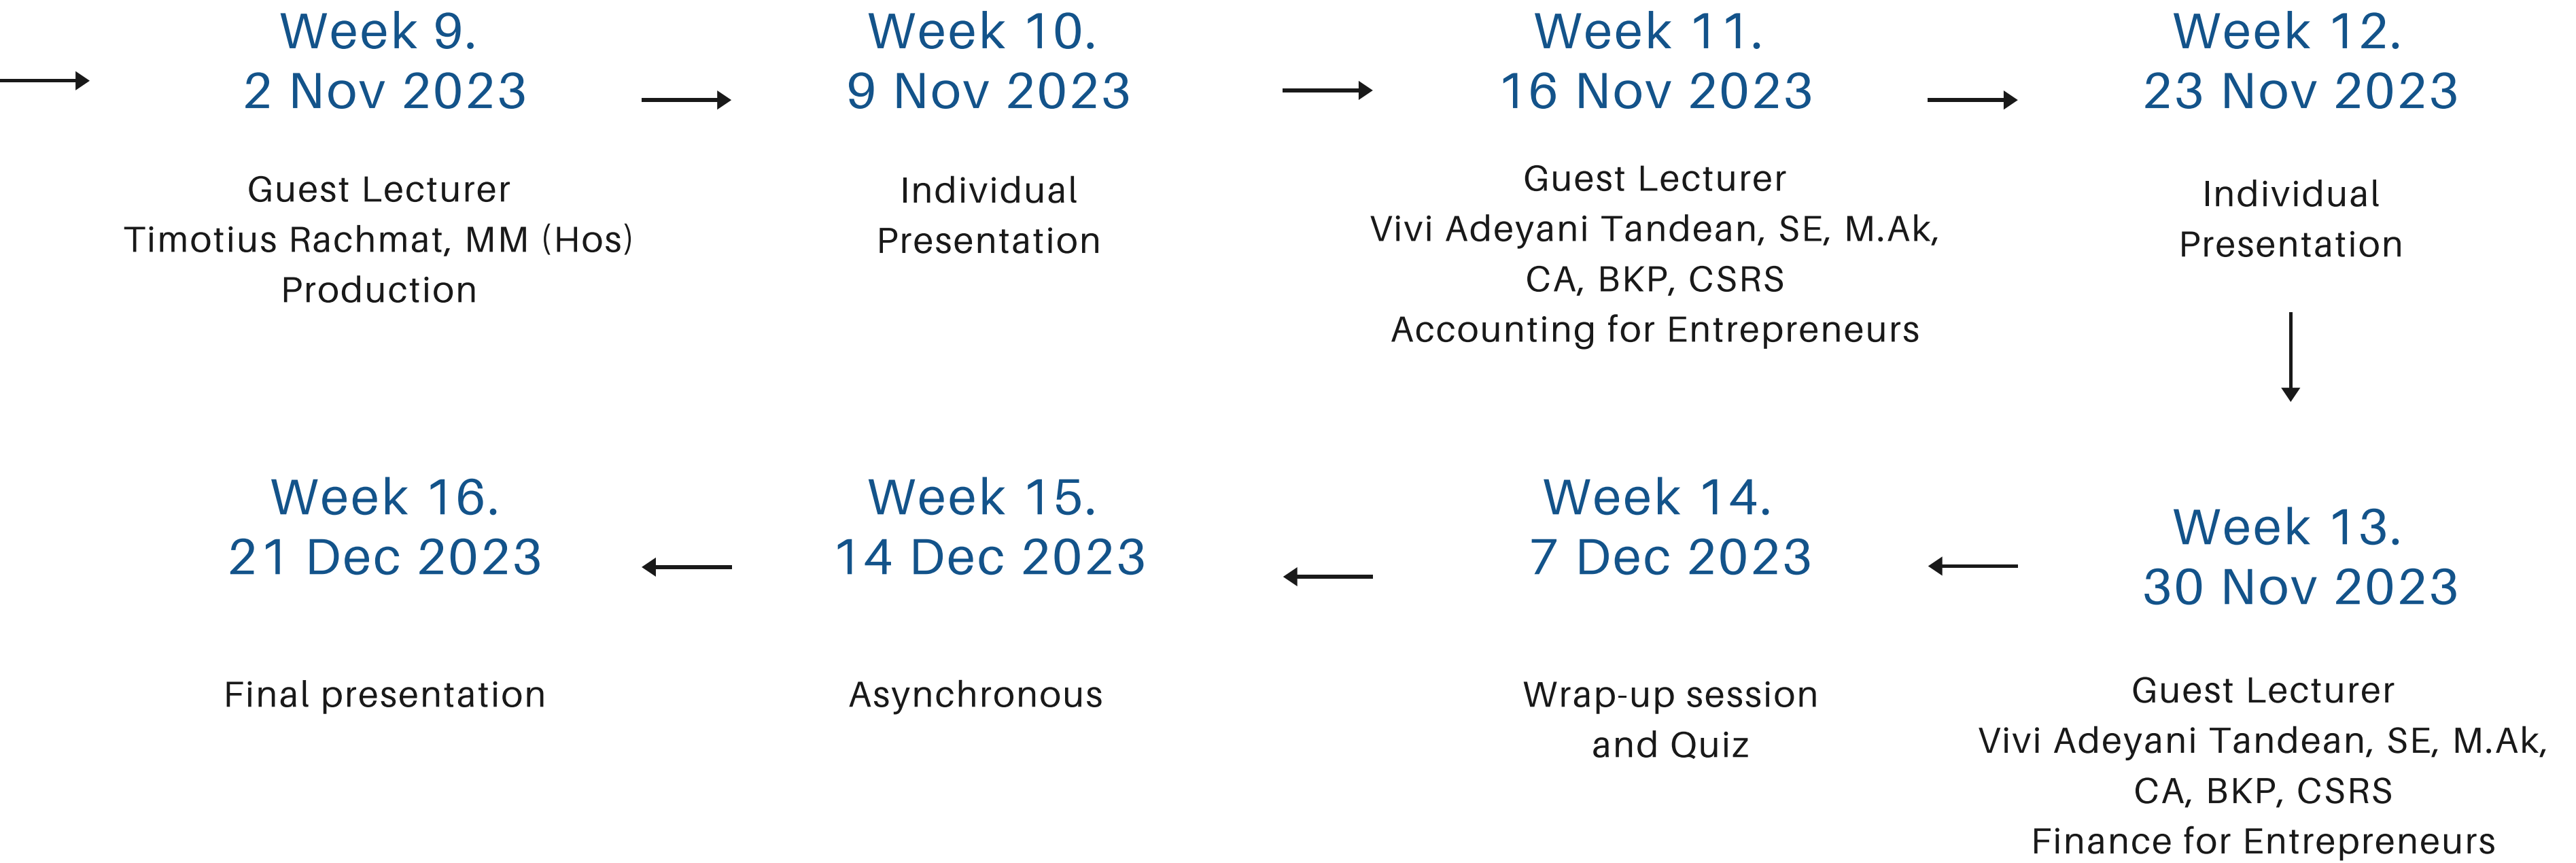 Week 9.
2 Nov 2023
Guest Lecturer
Timotius Rachmat, MM (Hos)
Production
Week 10.
9 Nov 2023
Individual
Presentation
Week 11.
16 Nov 2023
Guest Lecturer
Vivi Adeyani Tandean, SE, M.Ak,
CA, BKP, CSRS
Accounting for Entrepreneurs
Week 12.
23 Nov 2023
Individual
Presentation
Week 13.
30 Nov 2023
Guest Lecturer
Vivi Adeyani Tandean, SE, M.Ak,
CA, BKP, CSRS
Finance for Entrepreneurs
Week 14.
7 Dec 2023
Wrap-up session
and Quiz
Week 15.
14 Dec 2023
Asynchronous
Week 16.
21 Dec 2023
Final presentation